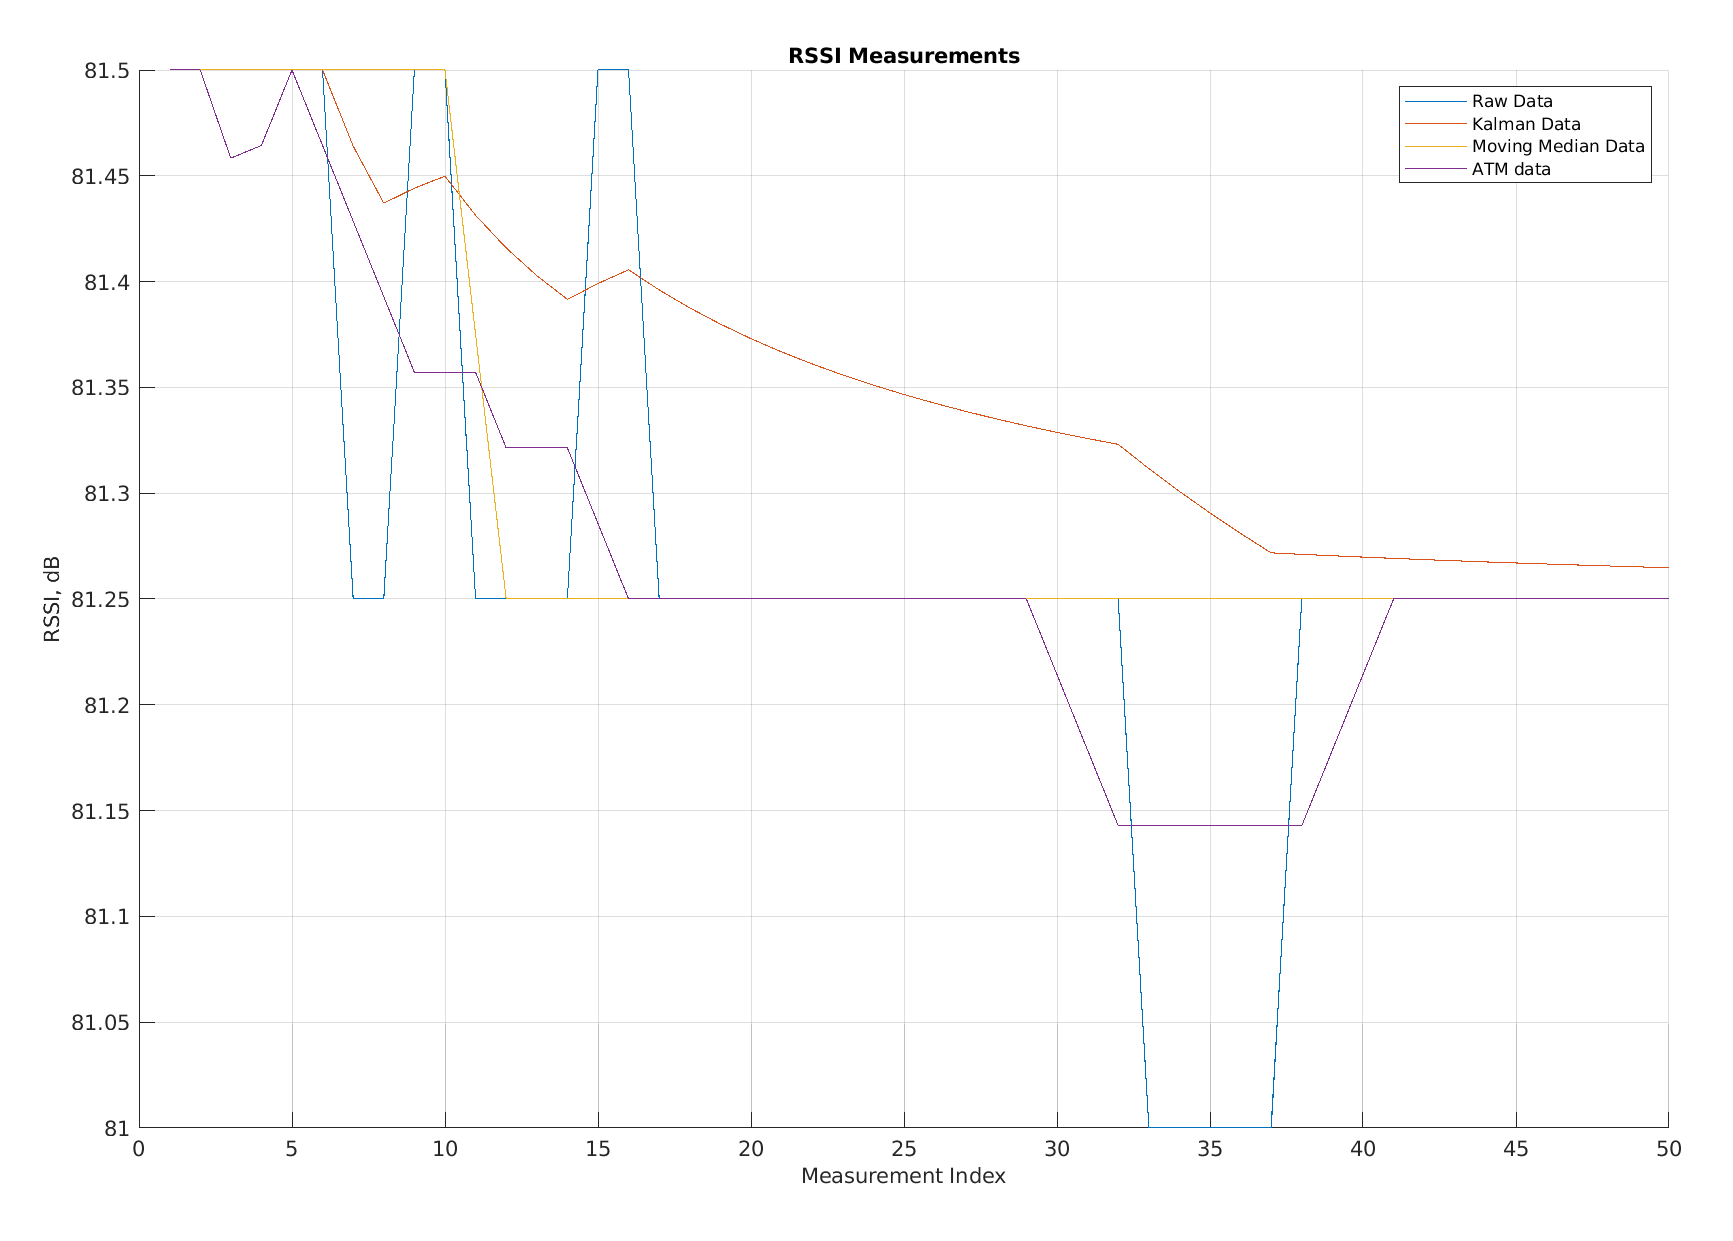 RSSI Measurements
81.5
81.45
81.4
81.35
81.3
81.25
81.2
81.15
81.1
81.05
81
RSSI, dB
Raw Data
Kalman Data
Moving Median Data
ATM data
0 5 10 15 20 25 30 35 40 45 50
Measurement Index